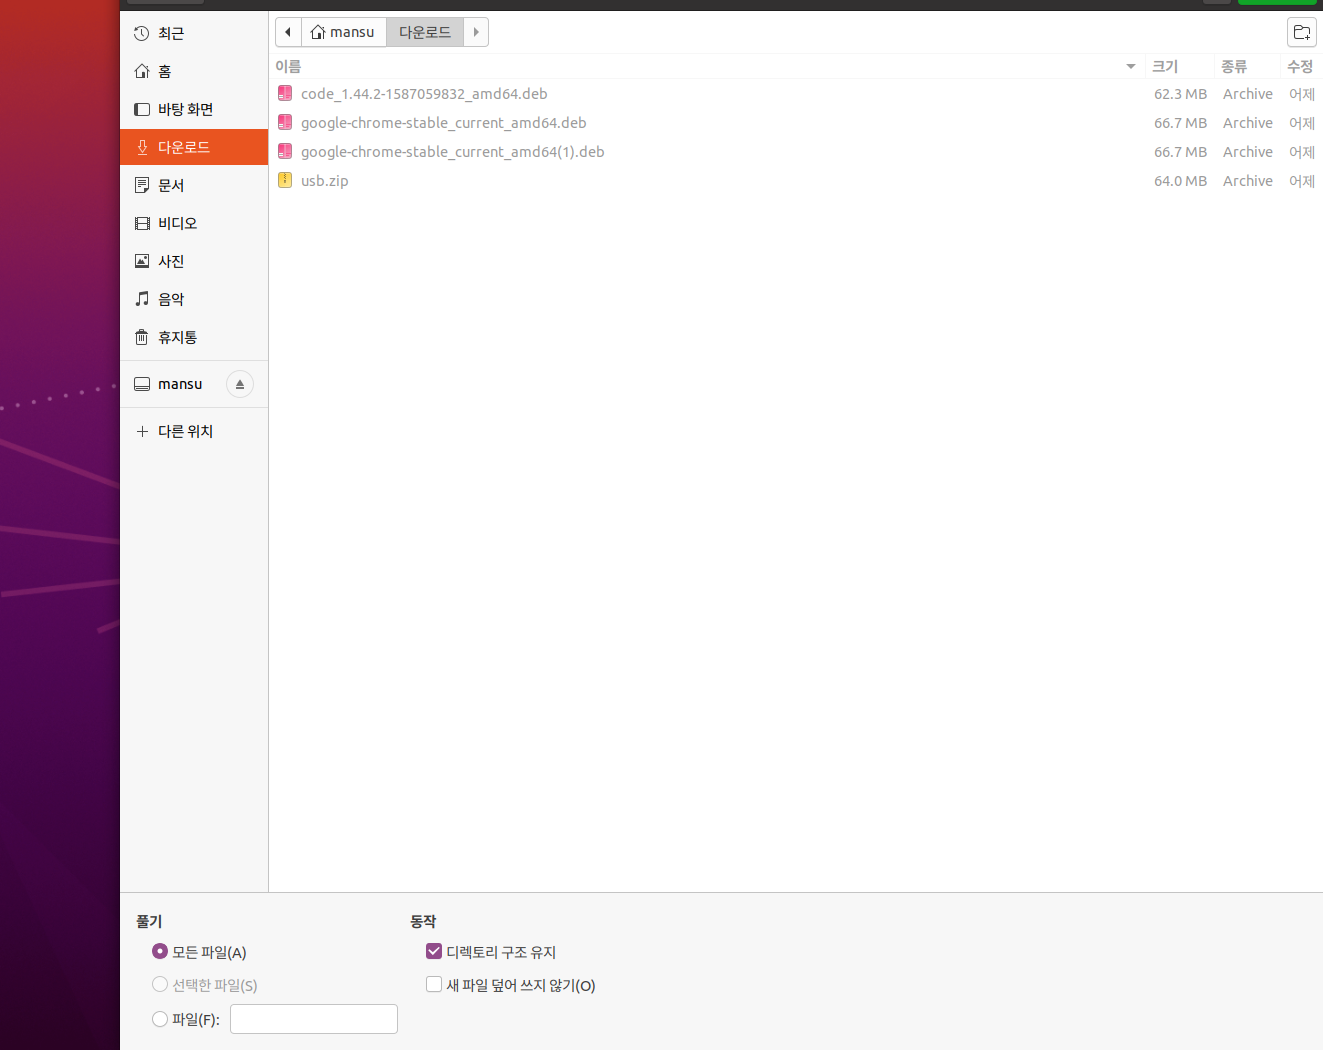 최근
홈
바탕 화면
다운로드
문서
비디오
사진
음악
휴지통
mansu
다른 위치
mansu 다운로드
이름 크기 종류 수정
code_1.44.2-1587059832_amd64.deb 62.3 MB Archive 어제
google-chrome-stable_current_amd64.deb 66.7 MB Archive 어제
google-chrome-stable_current_amd64(1).deb 66.7 MB Archive 어제
usb.zip 64.0 MB Archive 어제
풀기
모든 파일(A)
선택한 파일(S)
파일(F):
동작
디렉토리 구조 유지
새 파일 덮어 쓰지 않기(O)